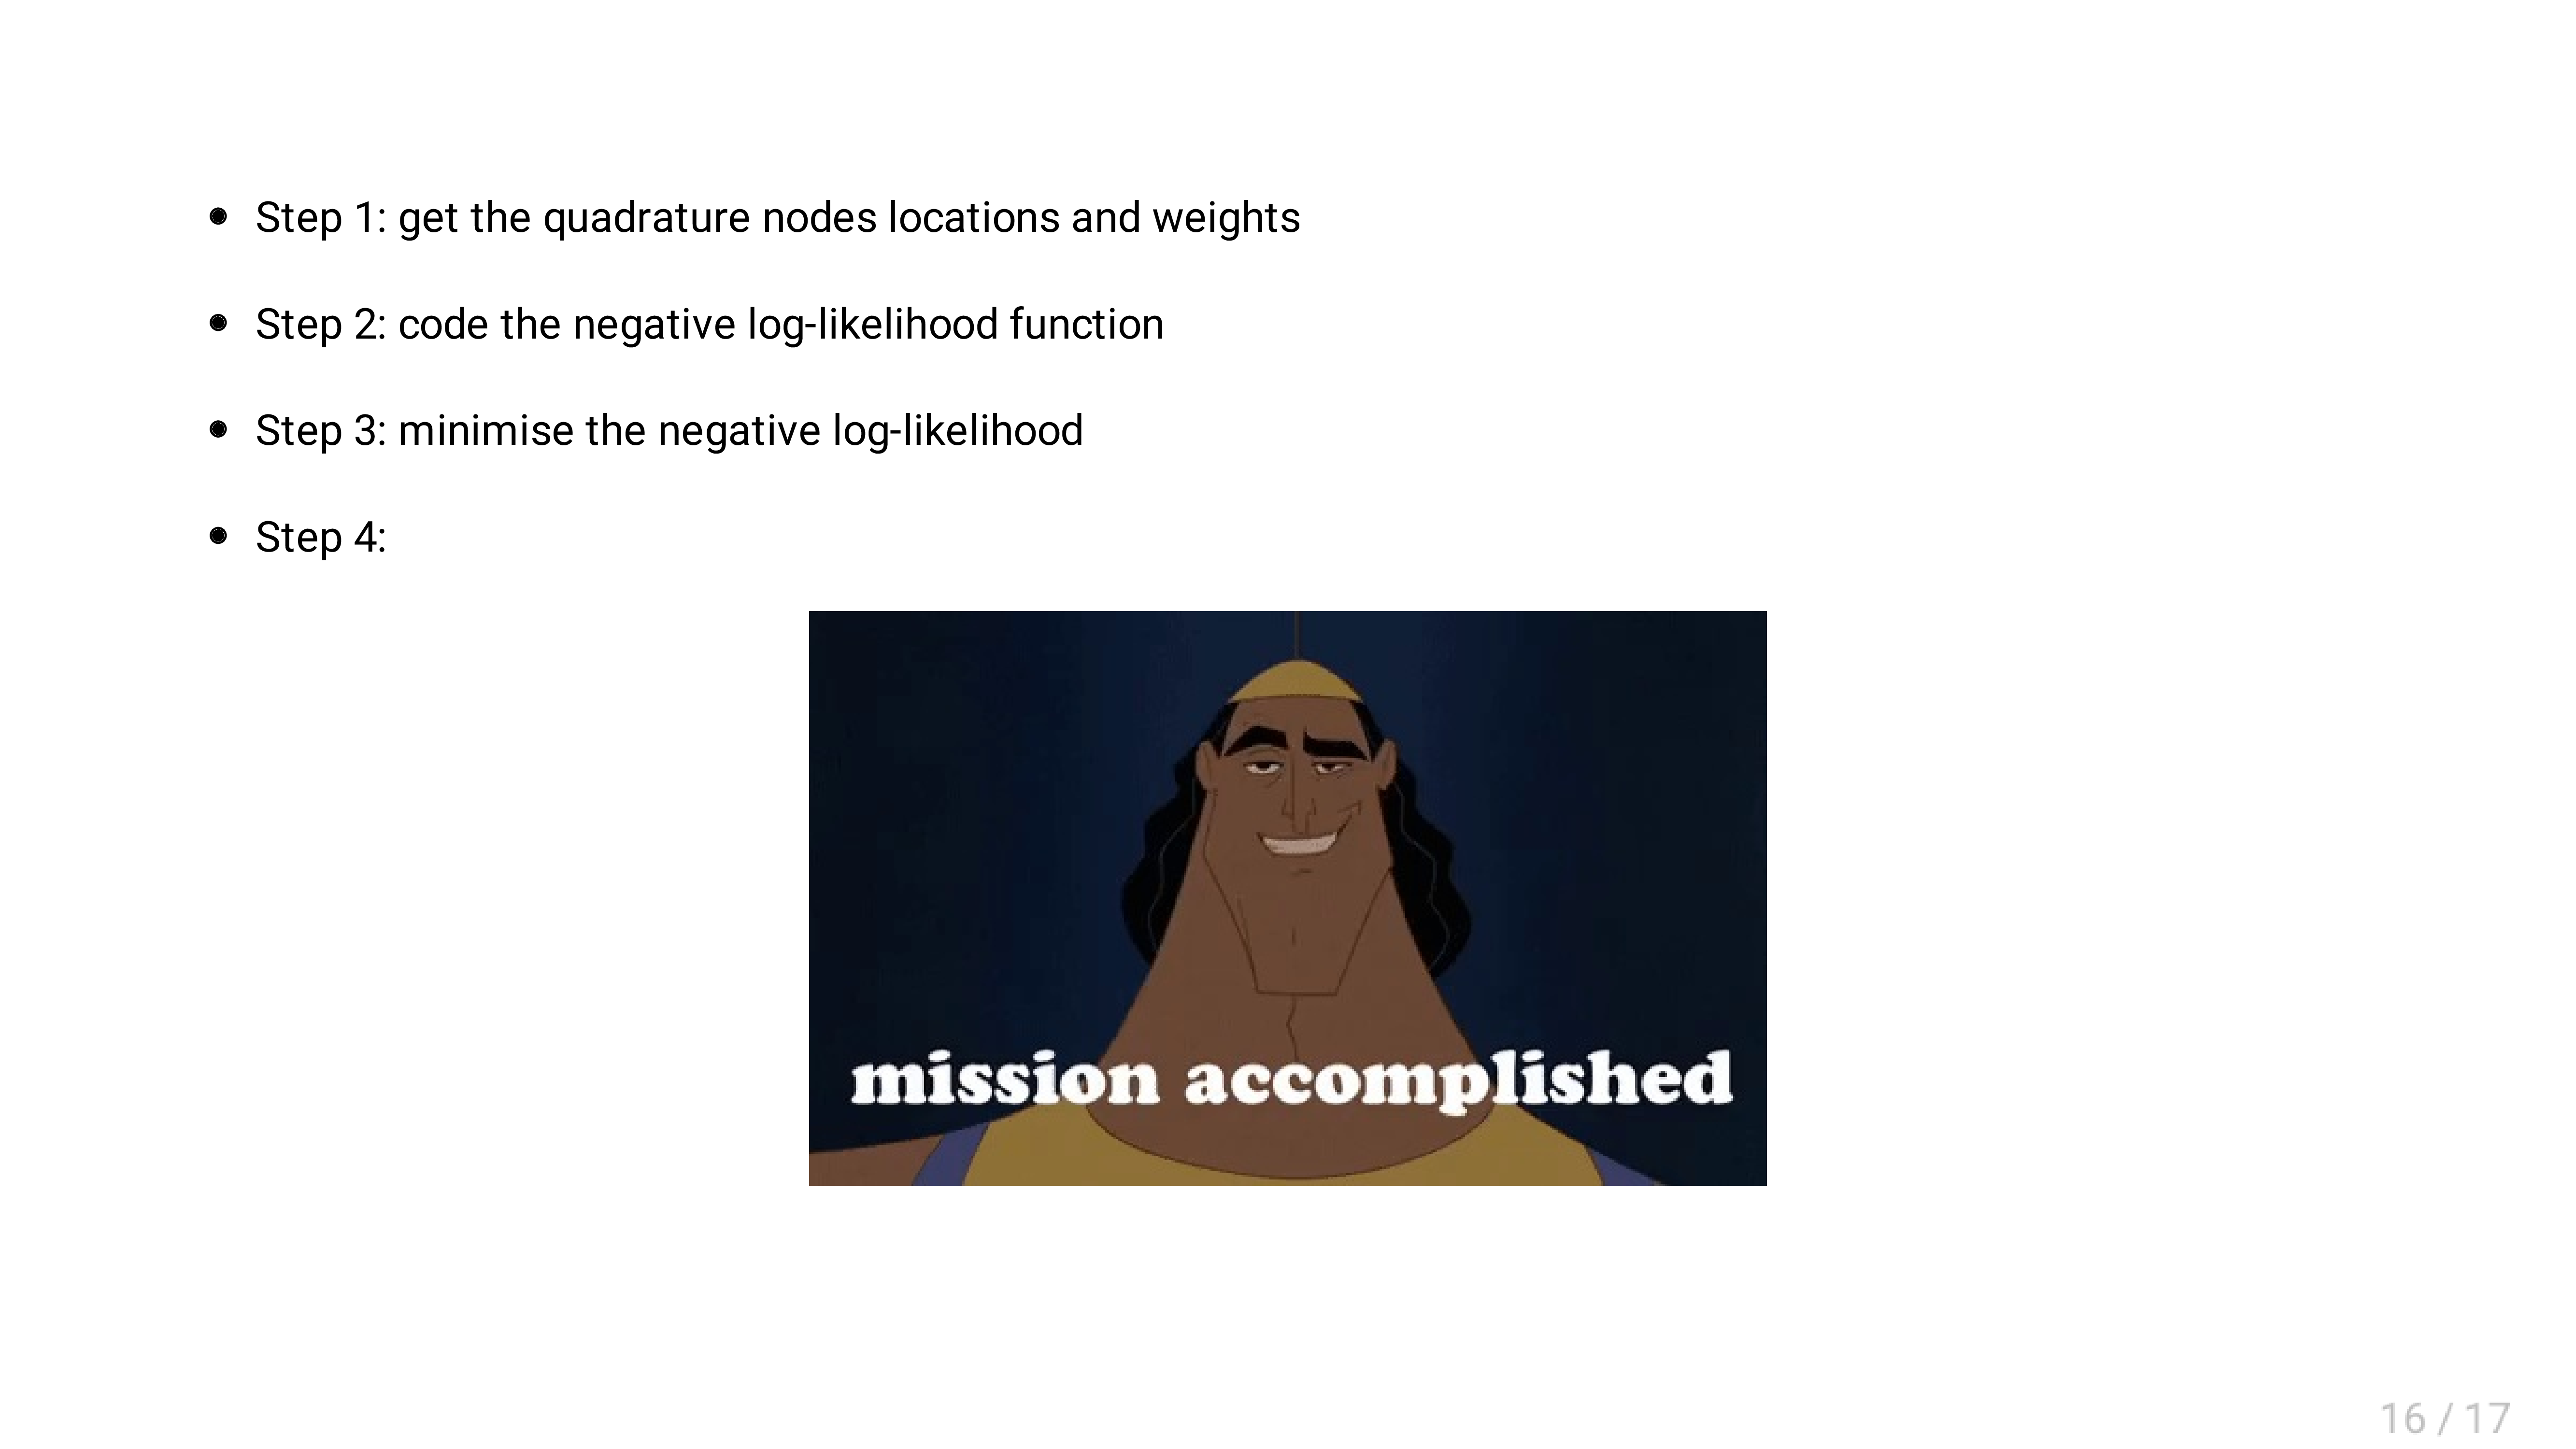 • Step 1: get the quadrature nodes locations and weights
• Step 2: code the negative log-likelihood function
• Step 3: minimise the negative log-likelihood
• Step 4:
mission accomplished
16 / 17